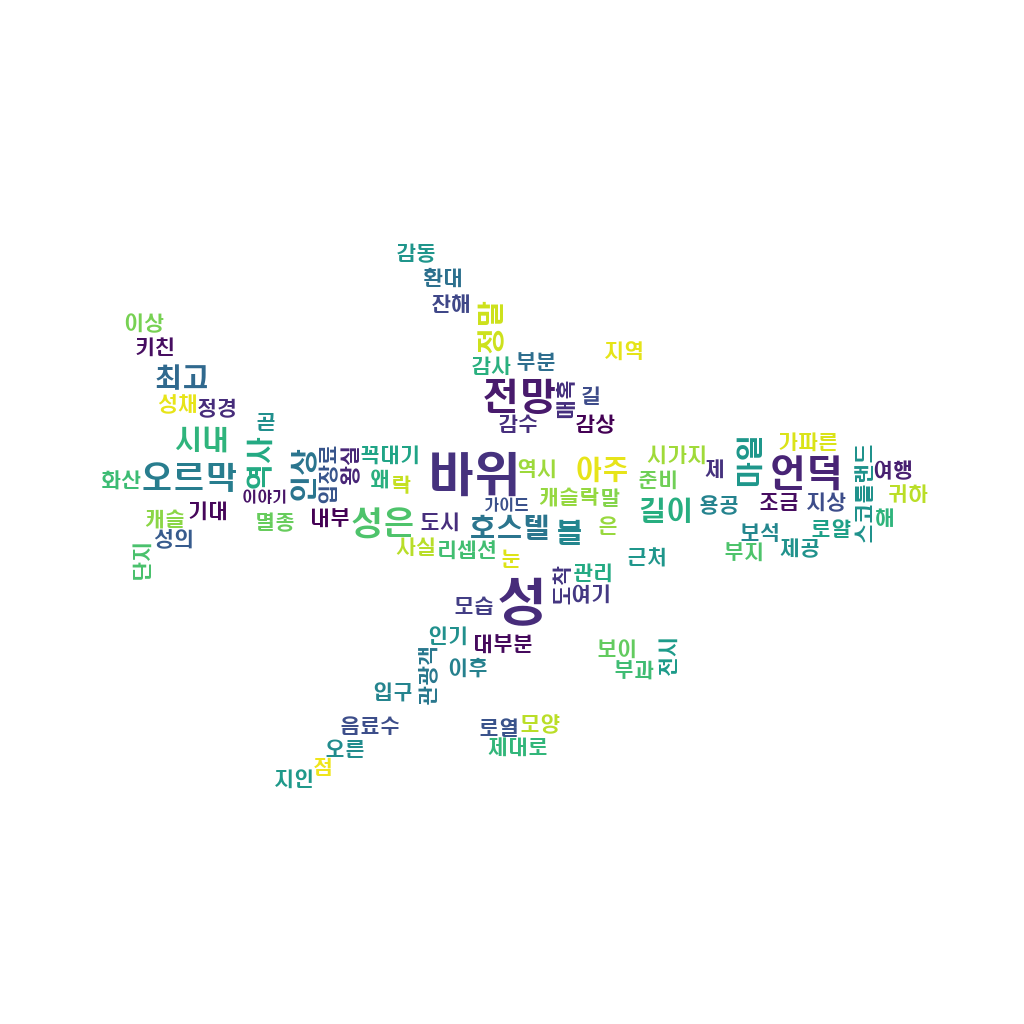 감동
환대
잔해
정말
이상
키친
감사
부분
지역
최고
전망
매혹
길
성채
정경
감수
감상
곧
시내
역사
꼭대기
시가지
가파른
오르막
인상
입장료
왕실
바위
역시
아주
제
마일
언덕
스코틀랜드
여행
화산
왜
락
준비
귀하
이야기
가이드
캐슬락
말
길이
용공
조금
지상
캐슬
기대
멸종
내부
성은
도시
호스텔
블
은
보석
로얄
해
성의
사실
리셉션
눈
근처
부지
제공
단지
도착
관리
모습
성
여기
인기
대부분
보이
전시
관광객
이후
부과
입구
음료수
로열
모양
오른
제대로
점
지인